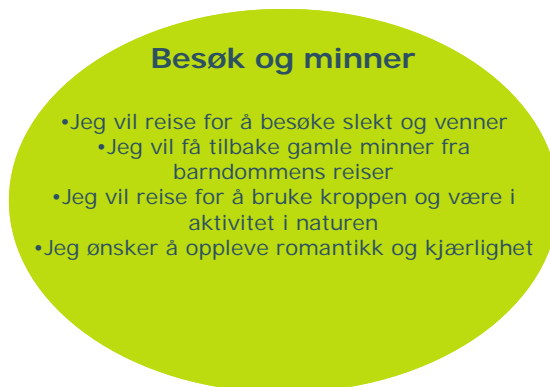 Besøk og minner
•Jeg vil reise for å besøke slekt og venner
•Jeg vil få tilbake gamle minner fra
barndommens reiser
•Jeg vil reise for å bruke kroppen og være i
aktivitet i naturen
•Jeg ønsker å oppleve romantikk og kjærlighet